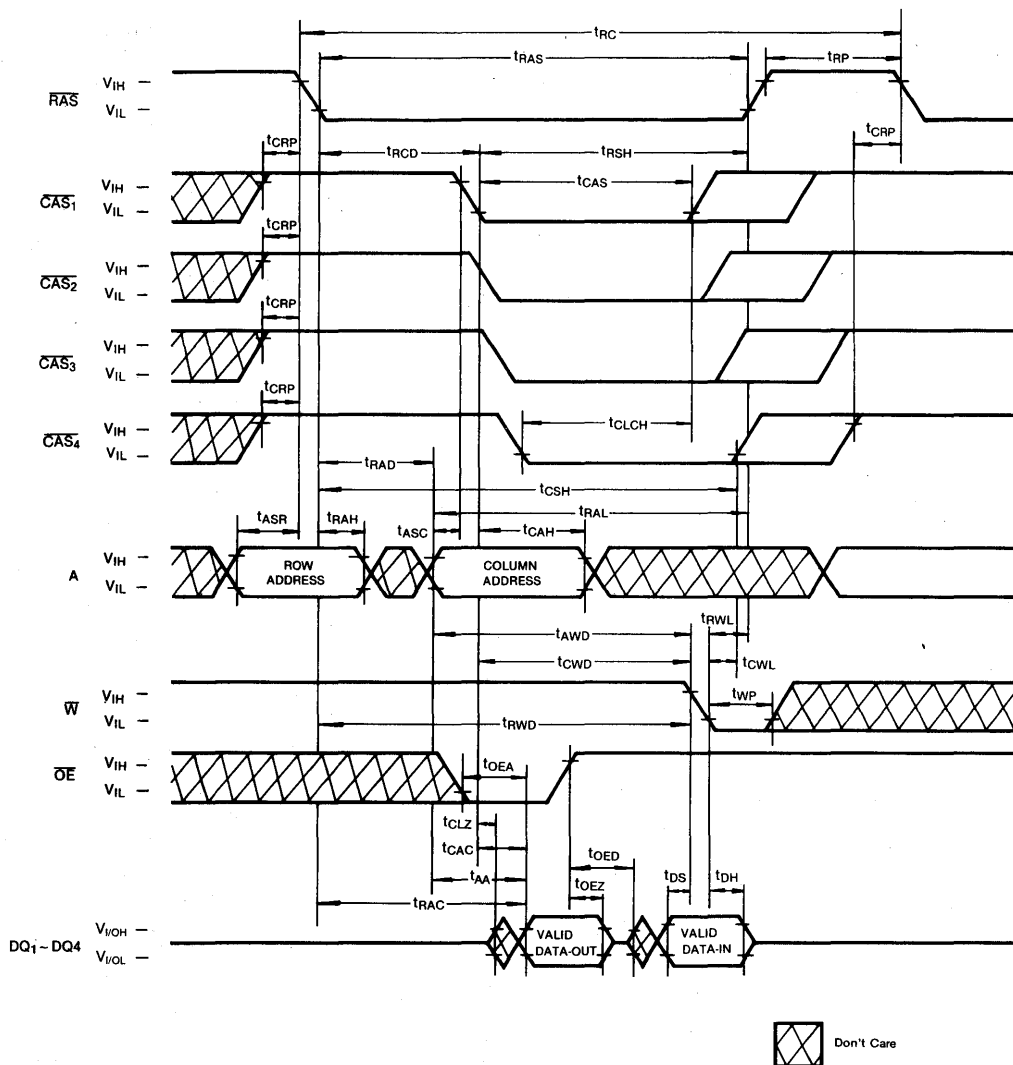 tRC
tRAS
tRP
RAS
VIH
VIL
tCRP
tRCD
tRSH
tCRP
CAS1
VIH
VIL
tCAS
tCRP
CAS2
VIH
VIL
tCRP
CAS3
VIH
VIL
tCRP
CAS4
VIH
VIL
tCLCH
tRAD
tCSH
tRAL
tASR
tRAH
tASC
tCAH
A
VIH
VIL
ROW
ADDRESS
COLUMN
ADDRESS
tAWD
tRWL
tCWD
tCWL
W
VIH
VIL
tWP
tRWD
OE
VIH
VIL
tOEA
tCLZ
tCAC
tOED
tAA
tOEZ
tDS
tDH
tRAC
DQ1 ~ DQ4
VI/OH
VI/OL
VALID
DATA-OUT
VALID
DATA-IN
Don't Care